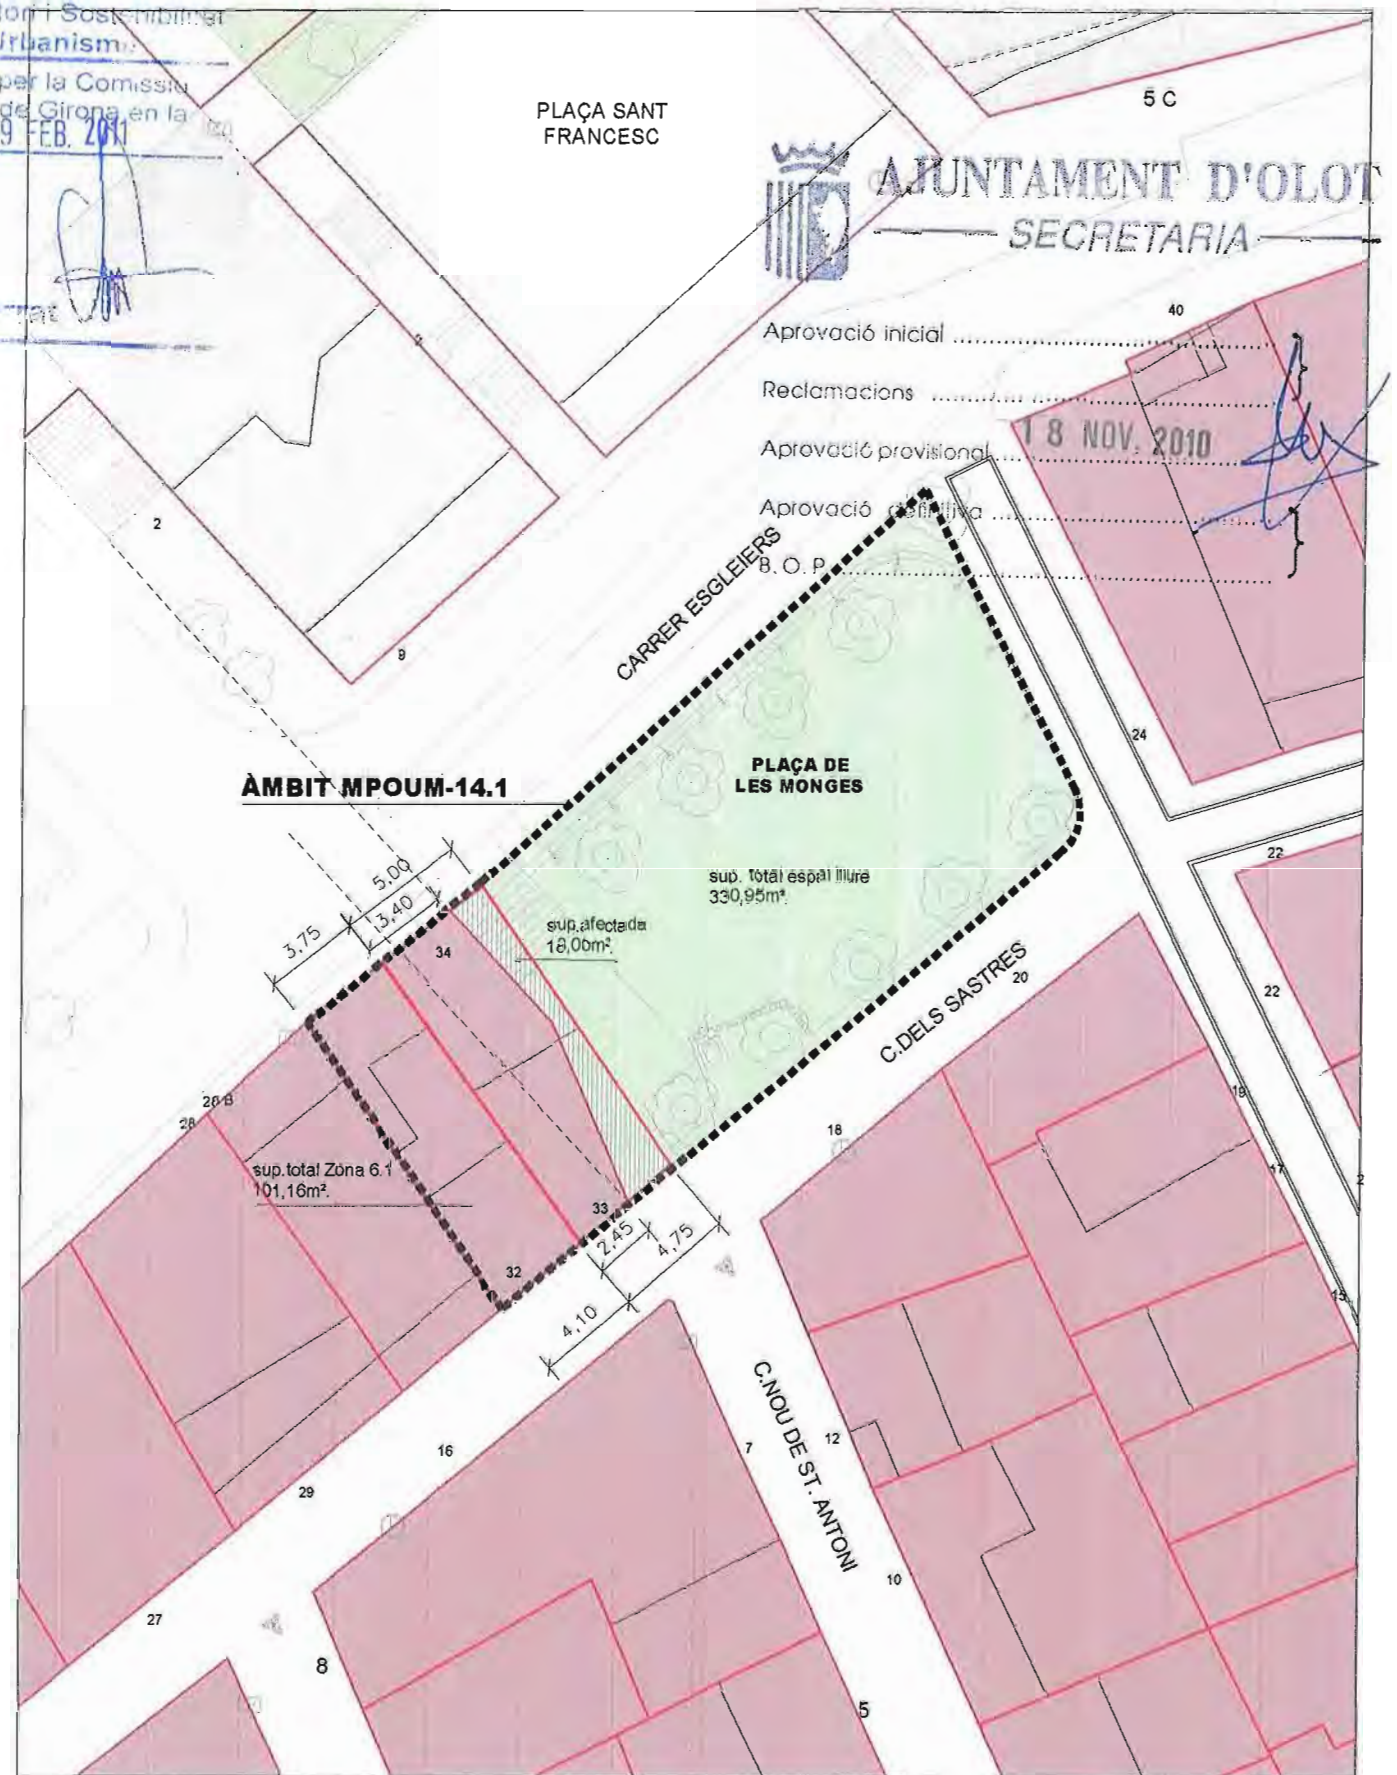 Urbanisme
per la Comissió
de Girona en la
9 FEB. 2011
PLAÇA SANT
FRANCESC
5 C
AJUNTAMENT D'OLOT
SECRETARIA
40
Aprovació inicial
Reclamacions
Aprovació provisional
18 NOV. 2010
Aprovació definitiva
B. O. P.
2
9
CARRER ESGLEIERS
24
ÀMBIT MPOUM-14.1
PLAÇA DE
LES MONGES
22
5,00
3,40
3,75
sup. total espai lliure
330,95m².
sup.afectada
18,00m².
34
C.DELS SASTRES
20
22
28 B
28
19
18
17
sup.total Zona 6.1
101,16m².
33
2,45
4,75
32
4,10
15
C.NOU DE ST. ANTONI
16
7
12
29
10
27
8
5